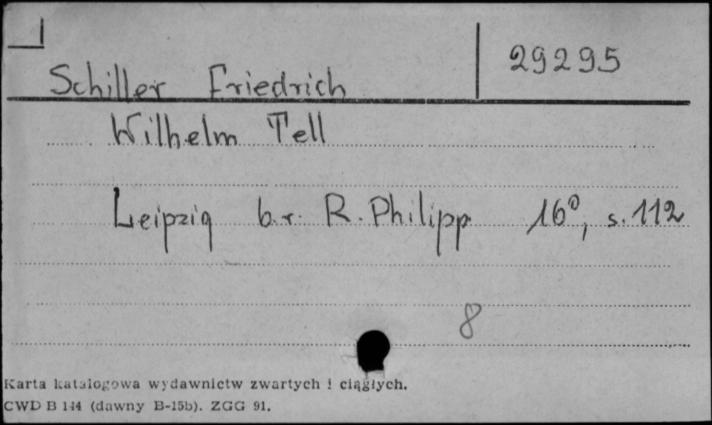 29295
Schiller Friedrich
Wilhelm Tell
Leipzig b.r. R. Philipp 16°, s. 112
8
Karta katalogowa wydawnictw zwartych i ciągłych.
CWD B 144 (dawny B-15b). ZGG 91.